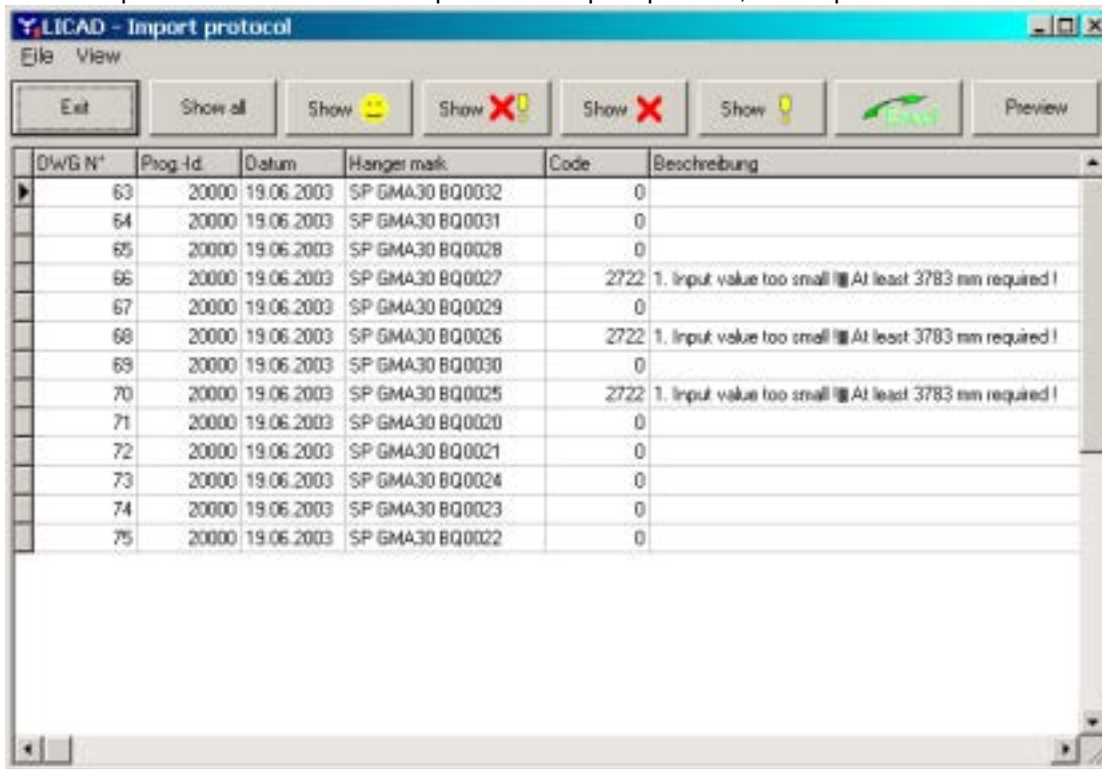 LICAD - Import protocol
File View
Exit Show all Show Show Show Show Excel Preview
DWG N° Prog.-Id. Datum Hanger mark Code Beschreibung
63 20000 19.06.2003 SP GMA30 BQ0032 0
64 20000 19.06.2003 SP GMA30 BQ0031 0
65 20000 19.06.2003 SP GMA30 BQ0028 0
66 20000 19.06.2003 SP GMA30 BQ0027 2722 1. Input value too small ! At least 3783 mm required !
67 20000 19.06.2003 SP GMA30 BQ0029 0
68 20000 19.06.2003 SP GMA30 BQ0026 2722 1. Input value too small ! At least 3783 mm required !
69 20000 19.06.2003 SP GMA30 BQ0030 0
70 20000 19.06.2003 SP GMA30 BQ0025 2722 1. Input value too small ! At least 3783 mm required !
71 20000 19.06.2003 SP GMA30 BQ0020 0
72 20000 19.06.2003 SP GMA30 BQ0021 0
73 20000 19.06.2003 SP GMA30 BQ0024 0
74 20000 19.06.2003 SP GMA30 BQ0023 0
75 20000 19.06.2003 SP GMA30 BQ0022 0